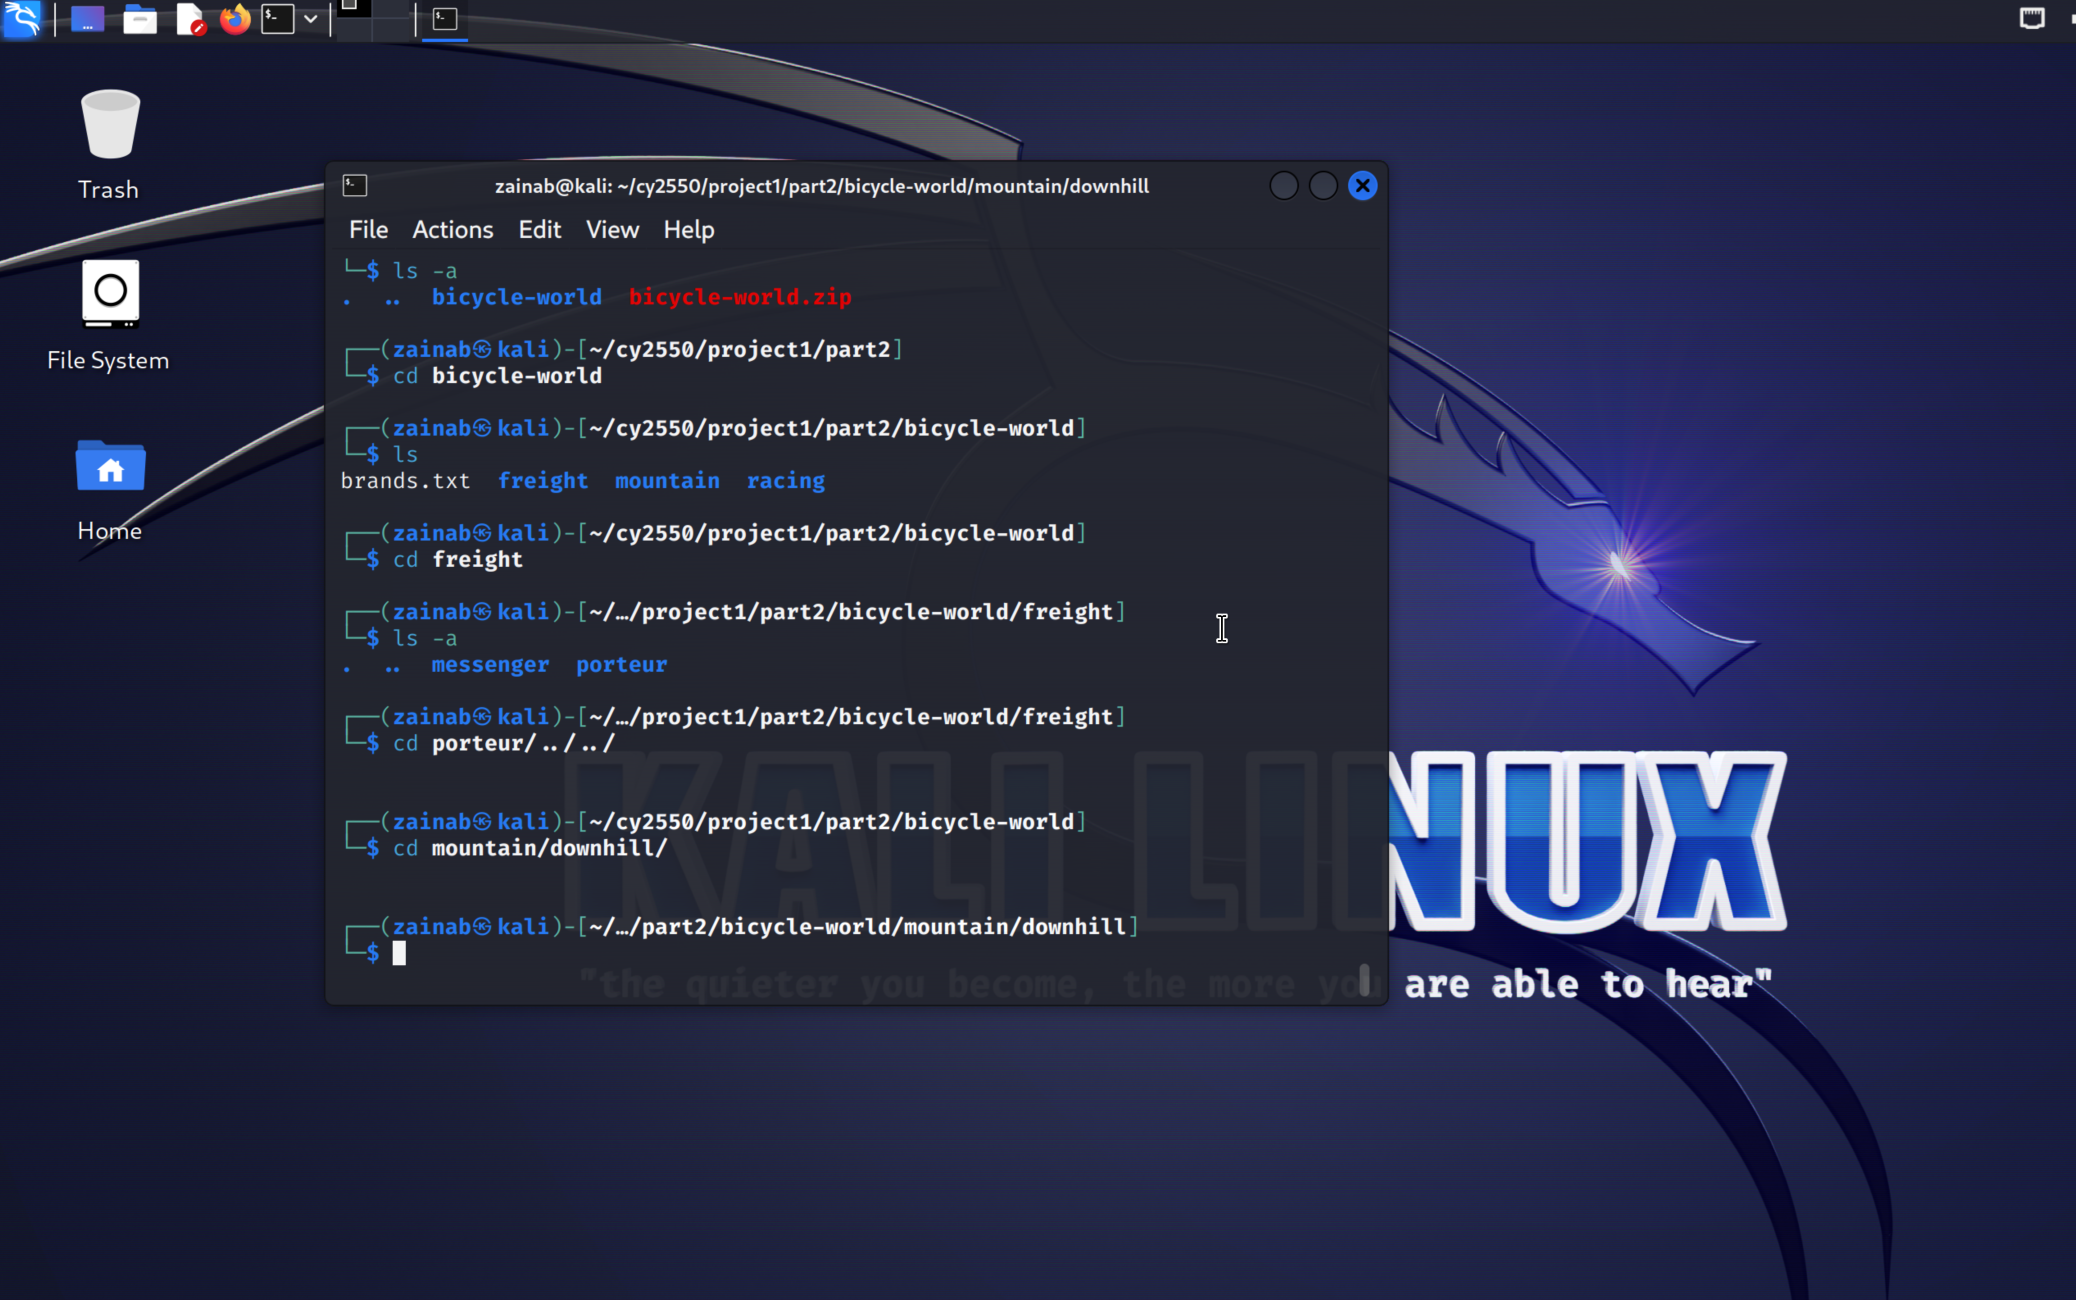 Trash
File System
Home
zainab@kali: ~/cy2550/project1/part2/bicycle-world/mountain/downhill
File Actions Edit View Help
└─$ ls -a
. .. bicycle-world bicycle-world.zip
┌──(zainab㉿kali)-[~/cy2550/project1/part2]
└─$ cd bicycle-world
┌──(zainab㉿kali)-[~/cy2550/project1/part2/bicycle-world]
└─$ ls
brands.txt freight mountain racing
┌──(zainab㉿kali)-[~/cy2550/project1/part2/bicycle-world]
└─$ cd freight
┌──(zainab㉿kali)-[~/…/project1/part2/bicycle-world/freight]
└─$ ls -a
. .. messenger porteur
┌──(zainab㉿kali)-[~/…/project1/part2/bicycle-world/freight]
└─$ cd porteur/../../
┌──(zainab㉿kali)-[~/cy2550/project1/part2/bicycle-world]
└─$ cd mountain/downhill/
┌──(zainab㉿kali)-[~/…/part2/bicycle-world/mountain/downhill]
└─$
KALI LINUX
"the quieter you become, the more you are able to hear"